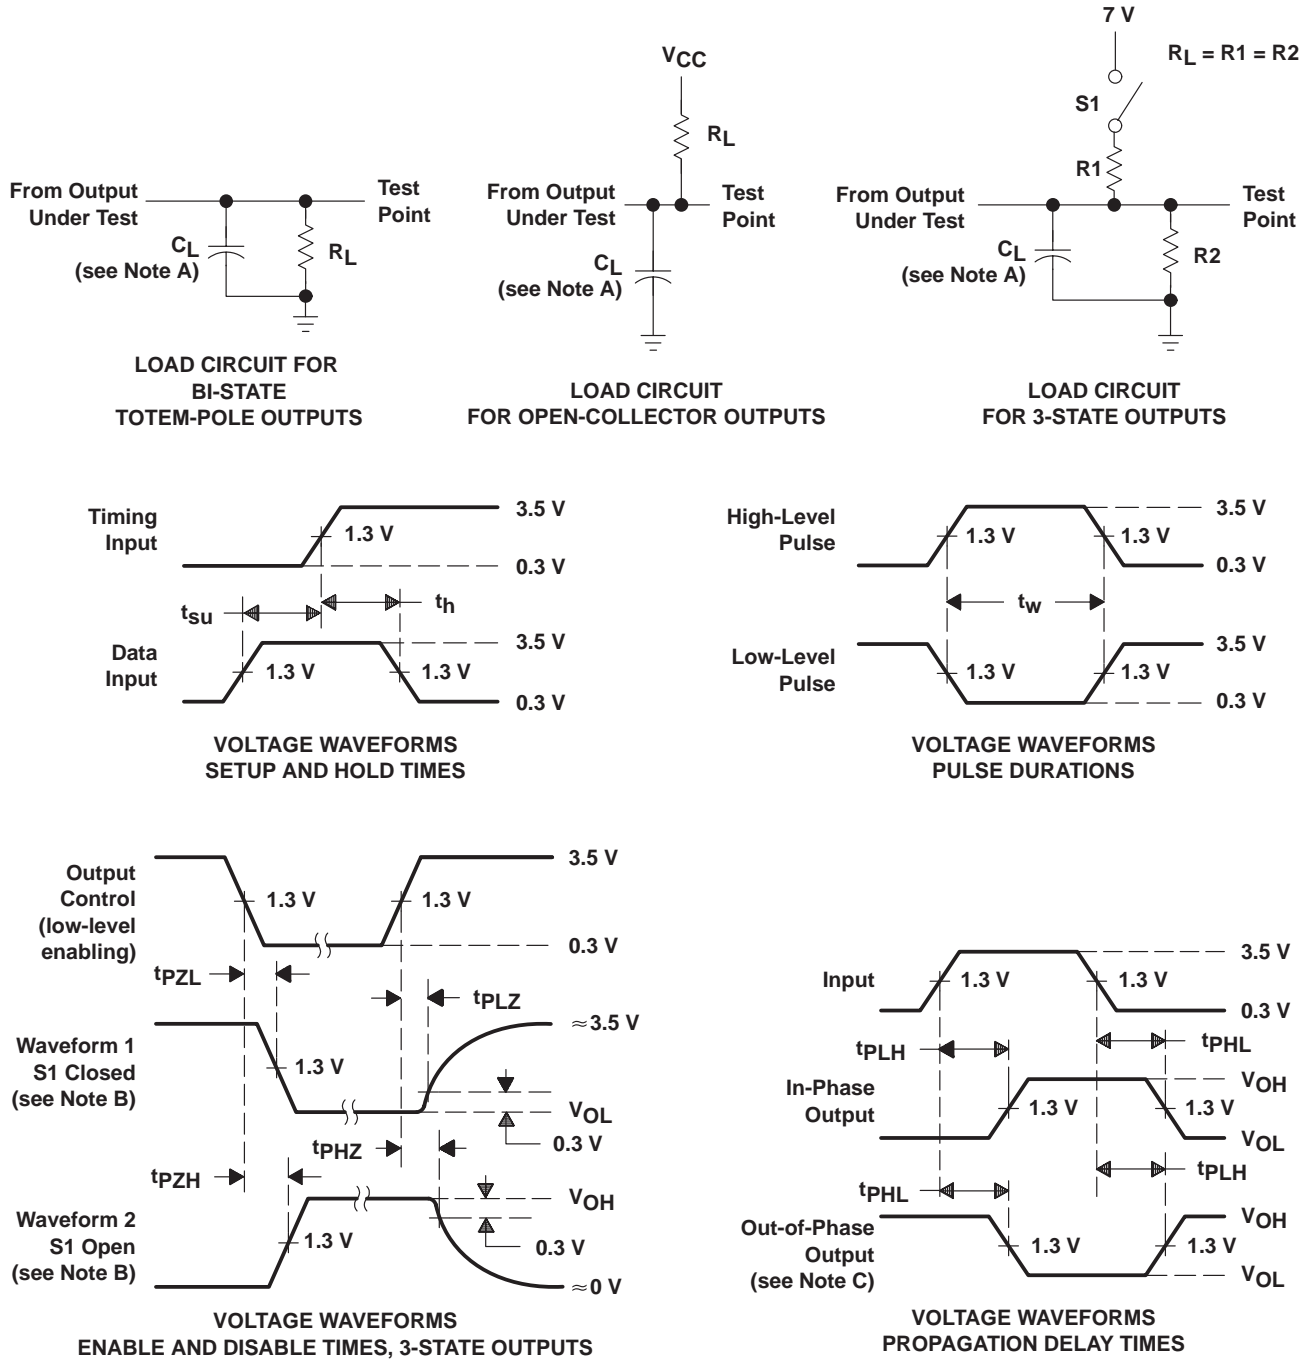 7 V
RL = R1 = R2
VCC
S1
RL
R1
From Output
Under Test
Test
Point
From Output
Under Test
Test
Point
From Output
Under Test
Test
Point
CL
(see Note A)
RL
CL
(see Note A)
CL
(see Note A)
R2
LOAD CIRCUIT FOR
BI-STATE
TOTEM-POLE OUTPUTS
LOAD CIRCUIT
FOR OPEN-COLLECTOR OUTPUTS
LOAD CIRCUIT
FOR 3-STATE OUTPUTS
Timing
Input
1.3 V
3.5 V
0.3 V
tsu
th
Data
Input
1.3 V
1.3 V
3.5 V
0.3 V
VOLTAGE WAVEFORMS
SETUP AND HOLD TIMES
High-Level
Pulse
1.3 V
1.3 V
3.5 V
0.3 V
tw
Low-Level
Pulse
1.3 V
1.3 V
3.5 V
0.3 V
VOLTAGE WAVEFORMS
PULSE DURATIONS
Output
Control
(low-level
enabling)
1.3 V
1.3 V
3.5 V
0.3 V
tPZL
tPLZ
Waveform 1
S1 Closed
(see Note B)
1.3 V
≈3.5 V
VOL
0.3 V
tPHZ
tPZH
Waveform 2
S1 Open
(see Note B)
1.3 V
VOH
0.3 V
≈0 V
VOLTAGE WAVEFORMS
ENABLE AND DISABLE TIMES, 3-STATE OUTPUTS
Input
1.3 V
1.3 V
3.5 V
0.3 V
tPLH
tPHL
In-Phase
Output
1.3 V
1.3 V
VOH
VOL
tPHL
tPLH
Out-of-Phase
Output
(see Note C)
1.3 V
1.3 V
VOH
VOL
VOLTAGE WAVEFORMS
PROPAGATION DELAY TIMES